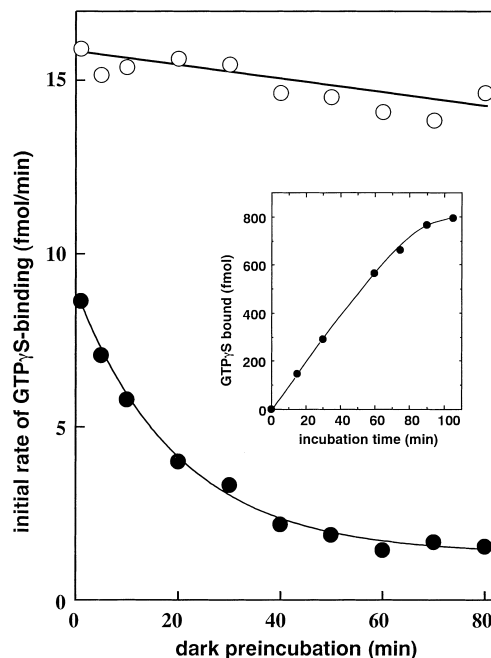 initial rate of GTPγS-binding (fmol/min)
15
10
5
0
0 20 40 60 80
dark preincubation (min)
GTPγS bound (fmol)
800
600
400
200
0
0 20 40 60 80 100
incubation time (min)